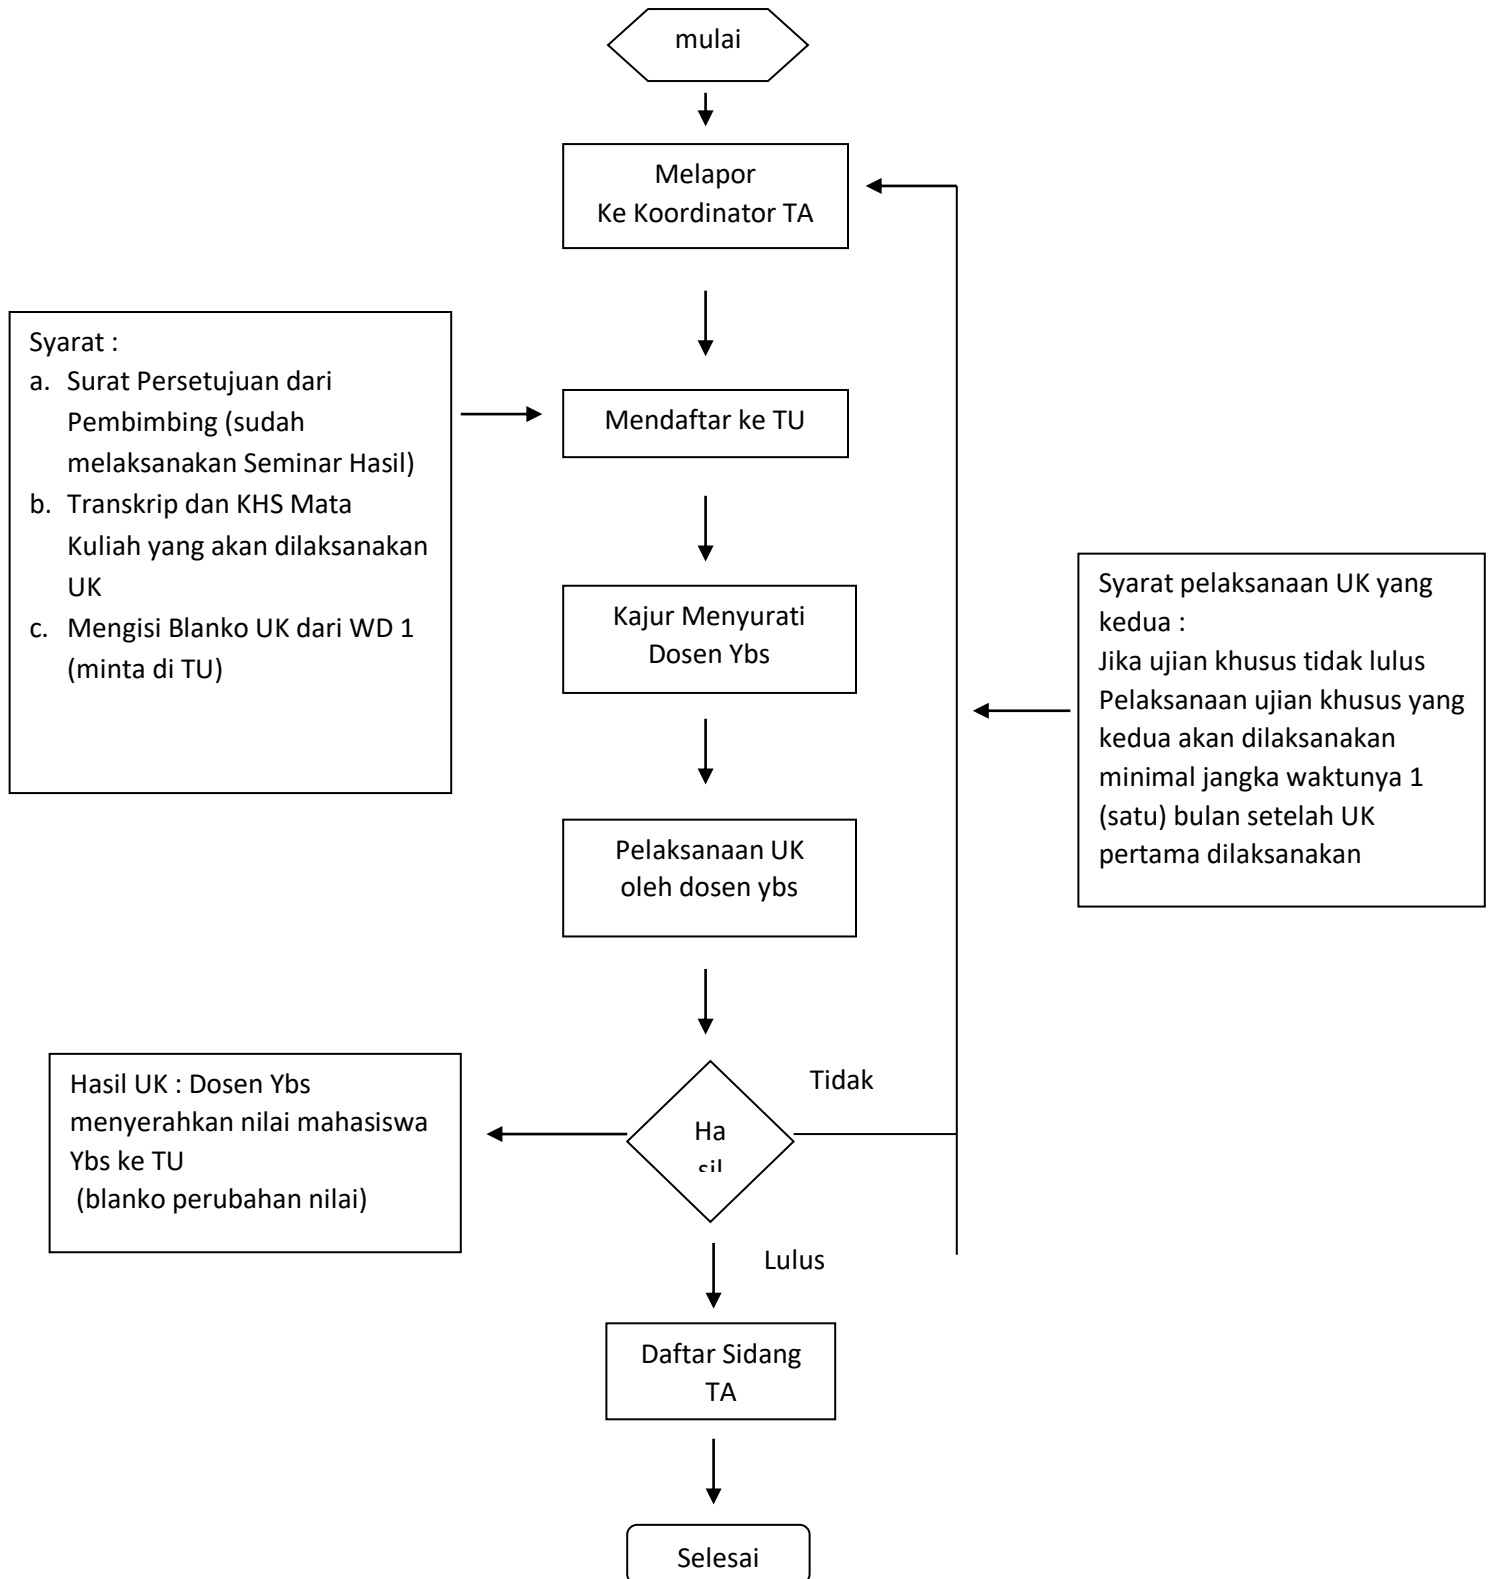 mulai
Melapor
Ke Koordinator TA
Syarat :
a. Surat Persetujuan dari
Pembimbing (sudah
melaksanakan Seminar Hasil)
b. Transkrip dan KHS Mata
Kuliah yang akan dilaksanakan
UK
c. Mengisi Blanko UK dari WD 1
(minta di TU)
Mendaftar ke TU
Kajur Menyurati
Dosen Ybs
Syarat pelaksanaan UK yang
kedua :
Jika ujian khusus tidak lulus
Pelaksanaan ujian khusus yang
kedua akan dilaksanakan
minimal jangka waktunya 1
(satu) bulan setelah UK
pertama dilaksanakan
Pelaksanaan UK
oleh dosen ybs
Hasil UK : Dosen Ybs
menyerahkan nilai mahasiswa
Ybs ke TU
(blanko perubahan nilai)
Ha
sil
Tidak
Lulus
Daftar Sidang
TA
Selesai